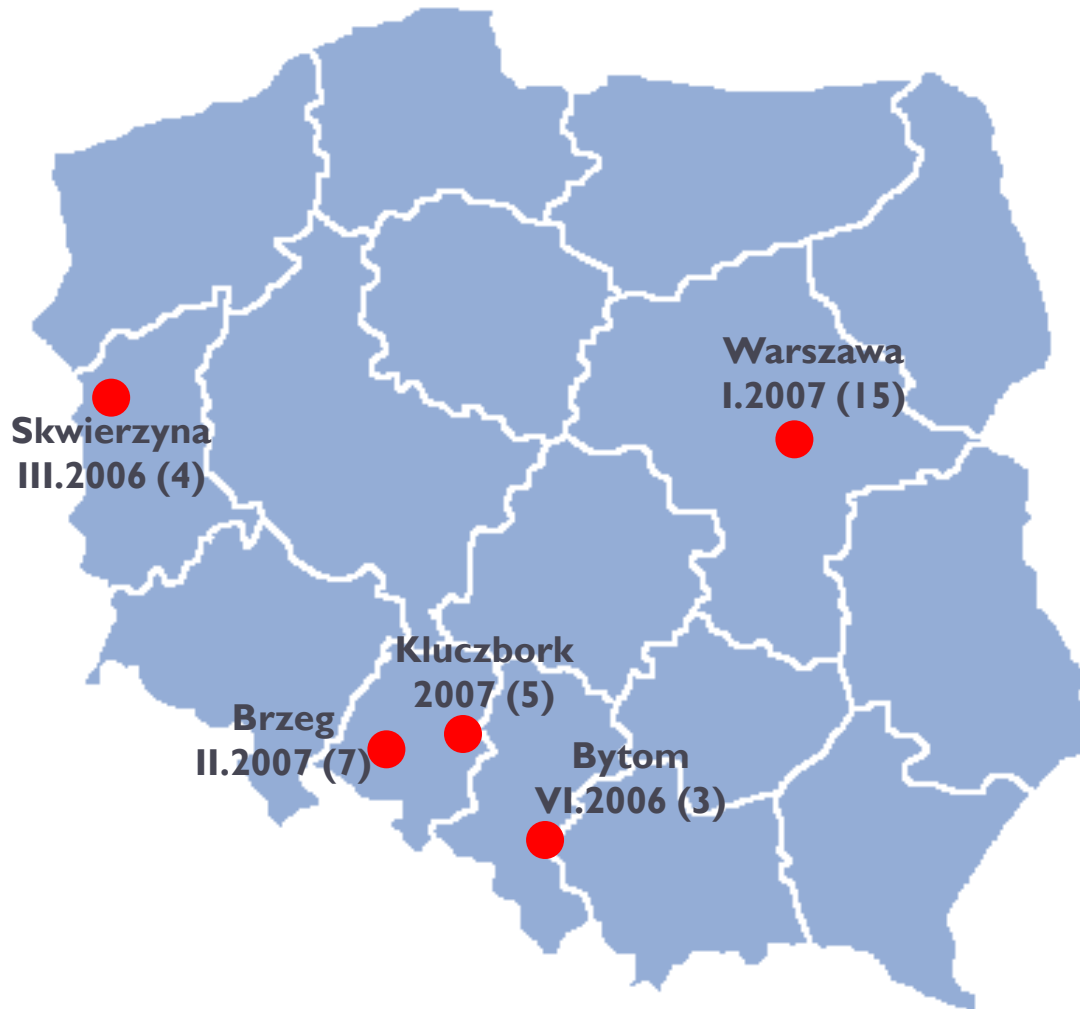 Warszawa
I.2007 (15)
Skwierzyna
III.2006 (4)
Kluczbork
2007 (5)
Brzeg
II.2007 (7)
Bytom
VI.2006 (3)